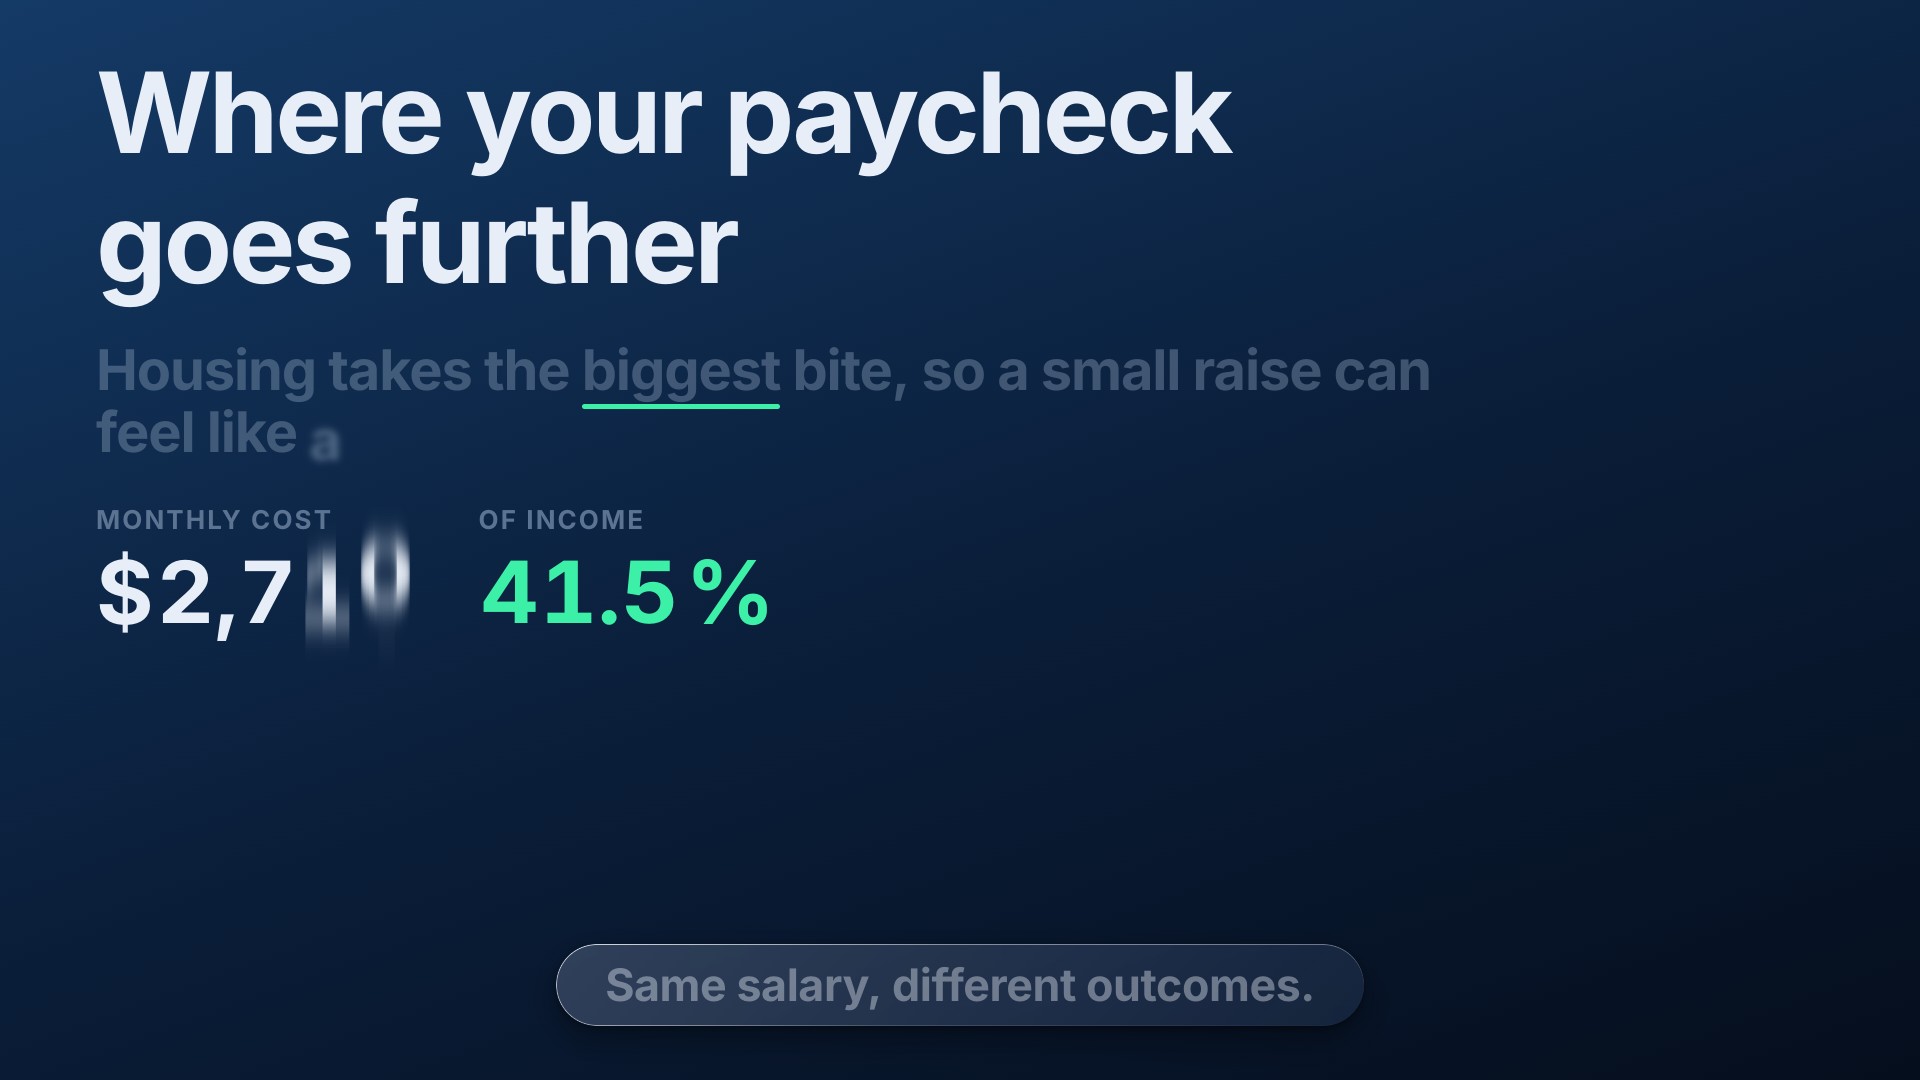 Where your paycheck
goes further
Housing takes the biggest bite, so a small raise can
feel like a
MONTHLY COST
OF INCOME
$2,7
41.5%
Same salary, different outcomes.